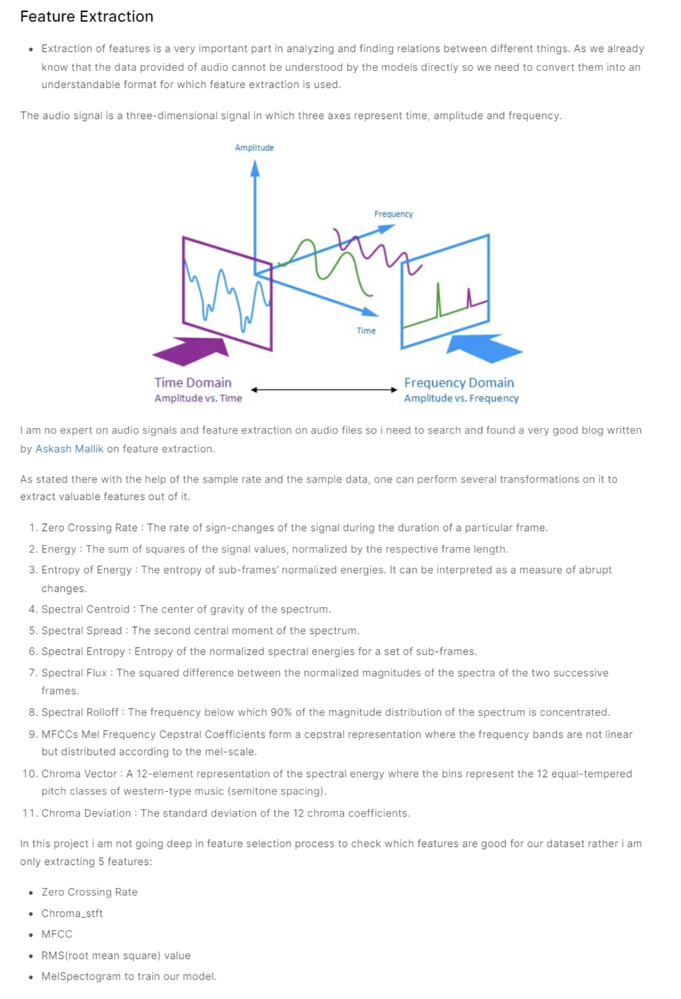 Feature Extraction
• Extraction of features is a very important part in analyzing and finding relations between different things. As we already
know that the data provided of audio cannot be understood by the models directly so we need to convert them into an
understandable format for which feature extraction is used.
The audio signal is a three-dimensional signal in which three axes represent time, amplitude and frequency.
Amplitude
Frequency
Time
Time Domain
Amplitude vs. Time
Frequency Domain
Amplitude vs. Frequency
I am no expert on audio signals and feature extraction on audio files so i need to search and found a very good blog written
by Askash Mallik on feature extraction.
As stated there with the help of the sample rate and the sample data, one can perform several transformations on it to
extract valuable features out of it.
1. Zero Crossing Rate : The rate of sign-changes of the signal during the duration of a particular frame.
2. Energy : The sum of squares of the signal values, normalized by the respective frame length.
3. Entropy of Energy : The entropy of sub-frames’ normalized energies. It can be interpreted as a measure of abrupt
changes.
4. Spectral Centroid : The center of gravity of the spectrum.
5. Spectral Spread : The second central moment of the spectrum.
6. Spectral Entropy : Entropy of the normalized spectral energies for a set of sub-frames.
7. Spectral Flux : The squared difference between the normalized magnitudes of the spectra of the two successive
frames.
8. Spectral Rolloff : The frequency below which 90% of the magnitude distribution of the spectrum is concentrated.
9. MFCCs Mel Frequency Cepstral Coefficients form a cepstral representation where the frequency bands are not linear
but distributed according to the mel-scale.
10. Chroma Vector : A 12-element representation of the spectral energy where the bins represent the 12 equal-tempered
pitch classes of western-type music (semitone spacing).
11. Chroma Deviation : The standard deviation of the 12 chroma coefficients.
In this project i am not going deep in feature selection process to check which features are good for our dataset rather i am
only extracting 5 features:
• Zero Crossing Rate
• Chroma_stft
• MFCC
• RMS(root mean square) value
• MelSpectogram to train our model.